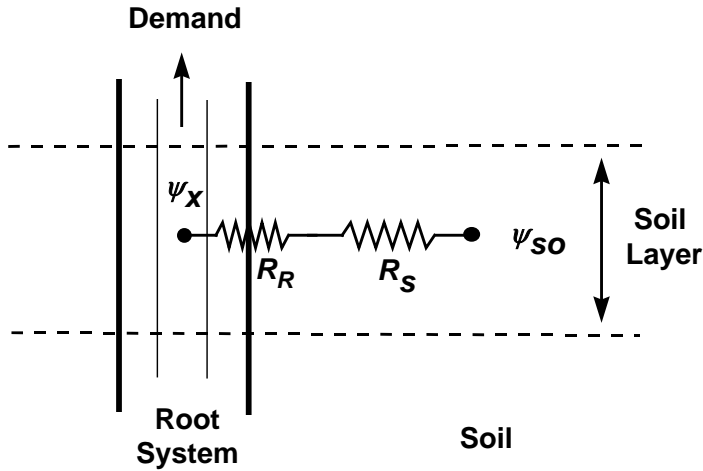 Demand
ψx
ψso
Soil
Layer
RR
Rs
Root
System
Soil